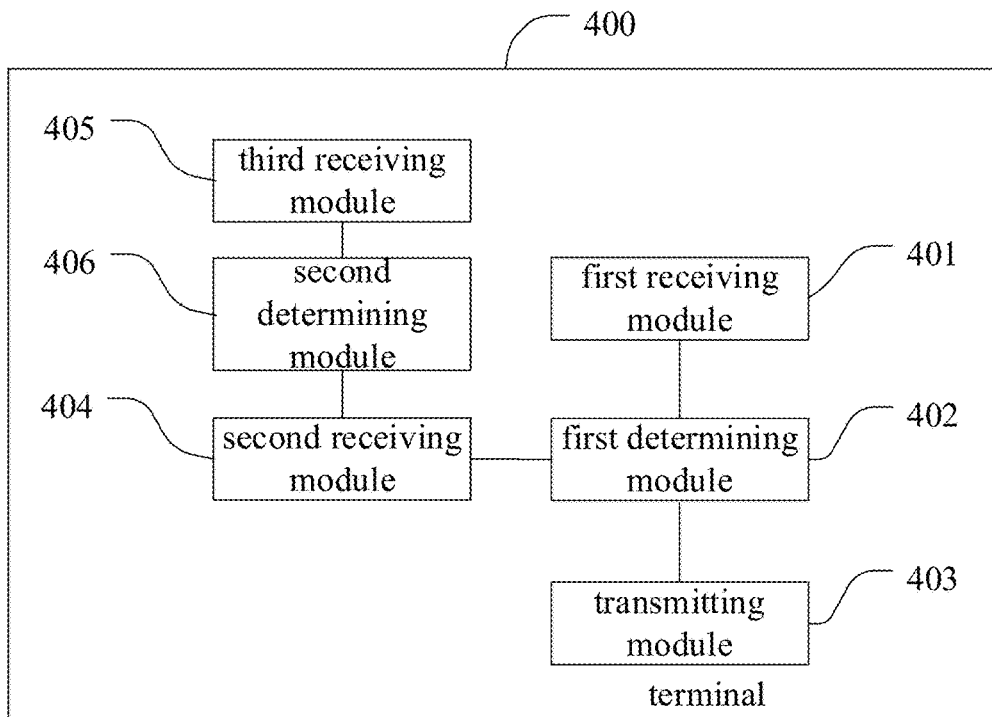 400
405
third receiving
module
406
second
determining
module
401
first receiving
module
404
second receiving
module
402
first determining
module
403
transmitting
module
terminal